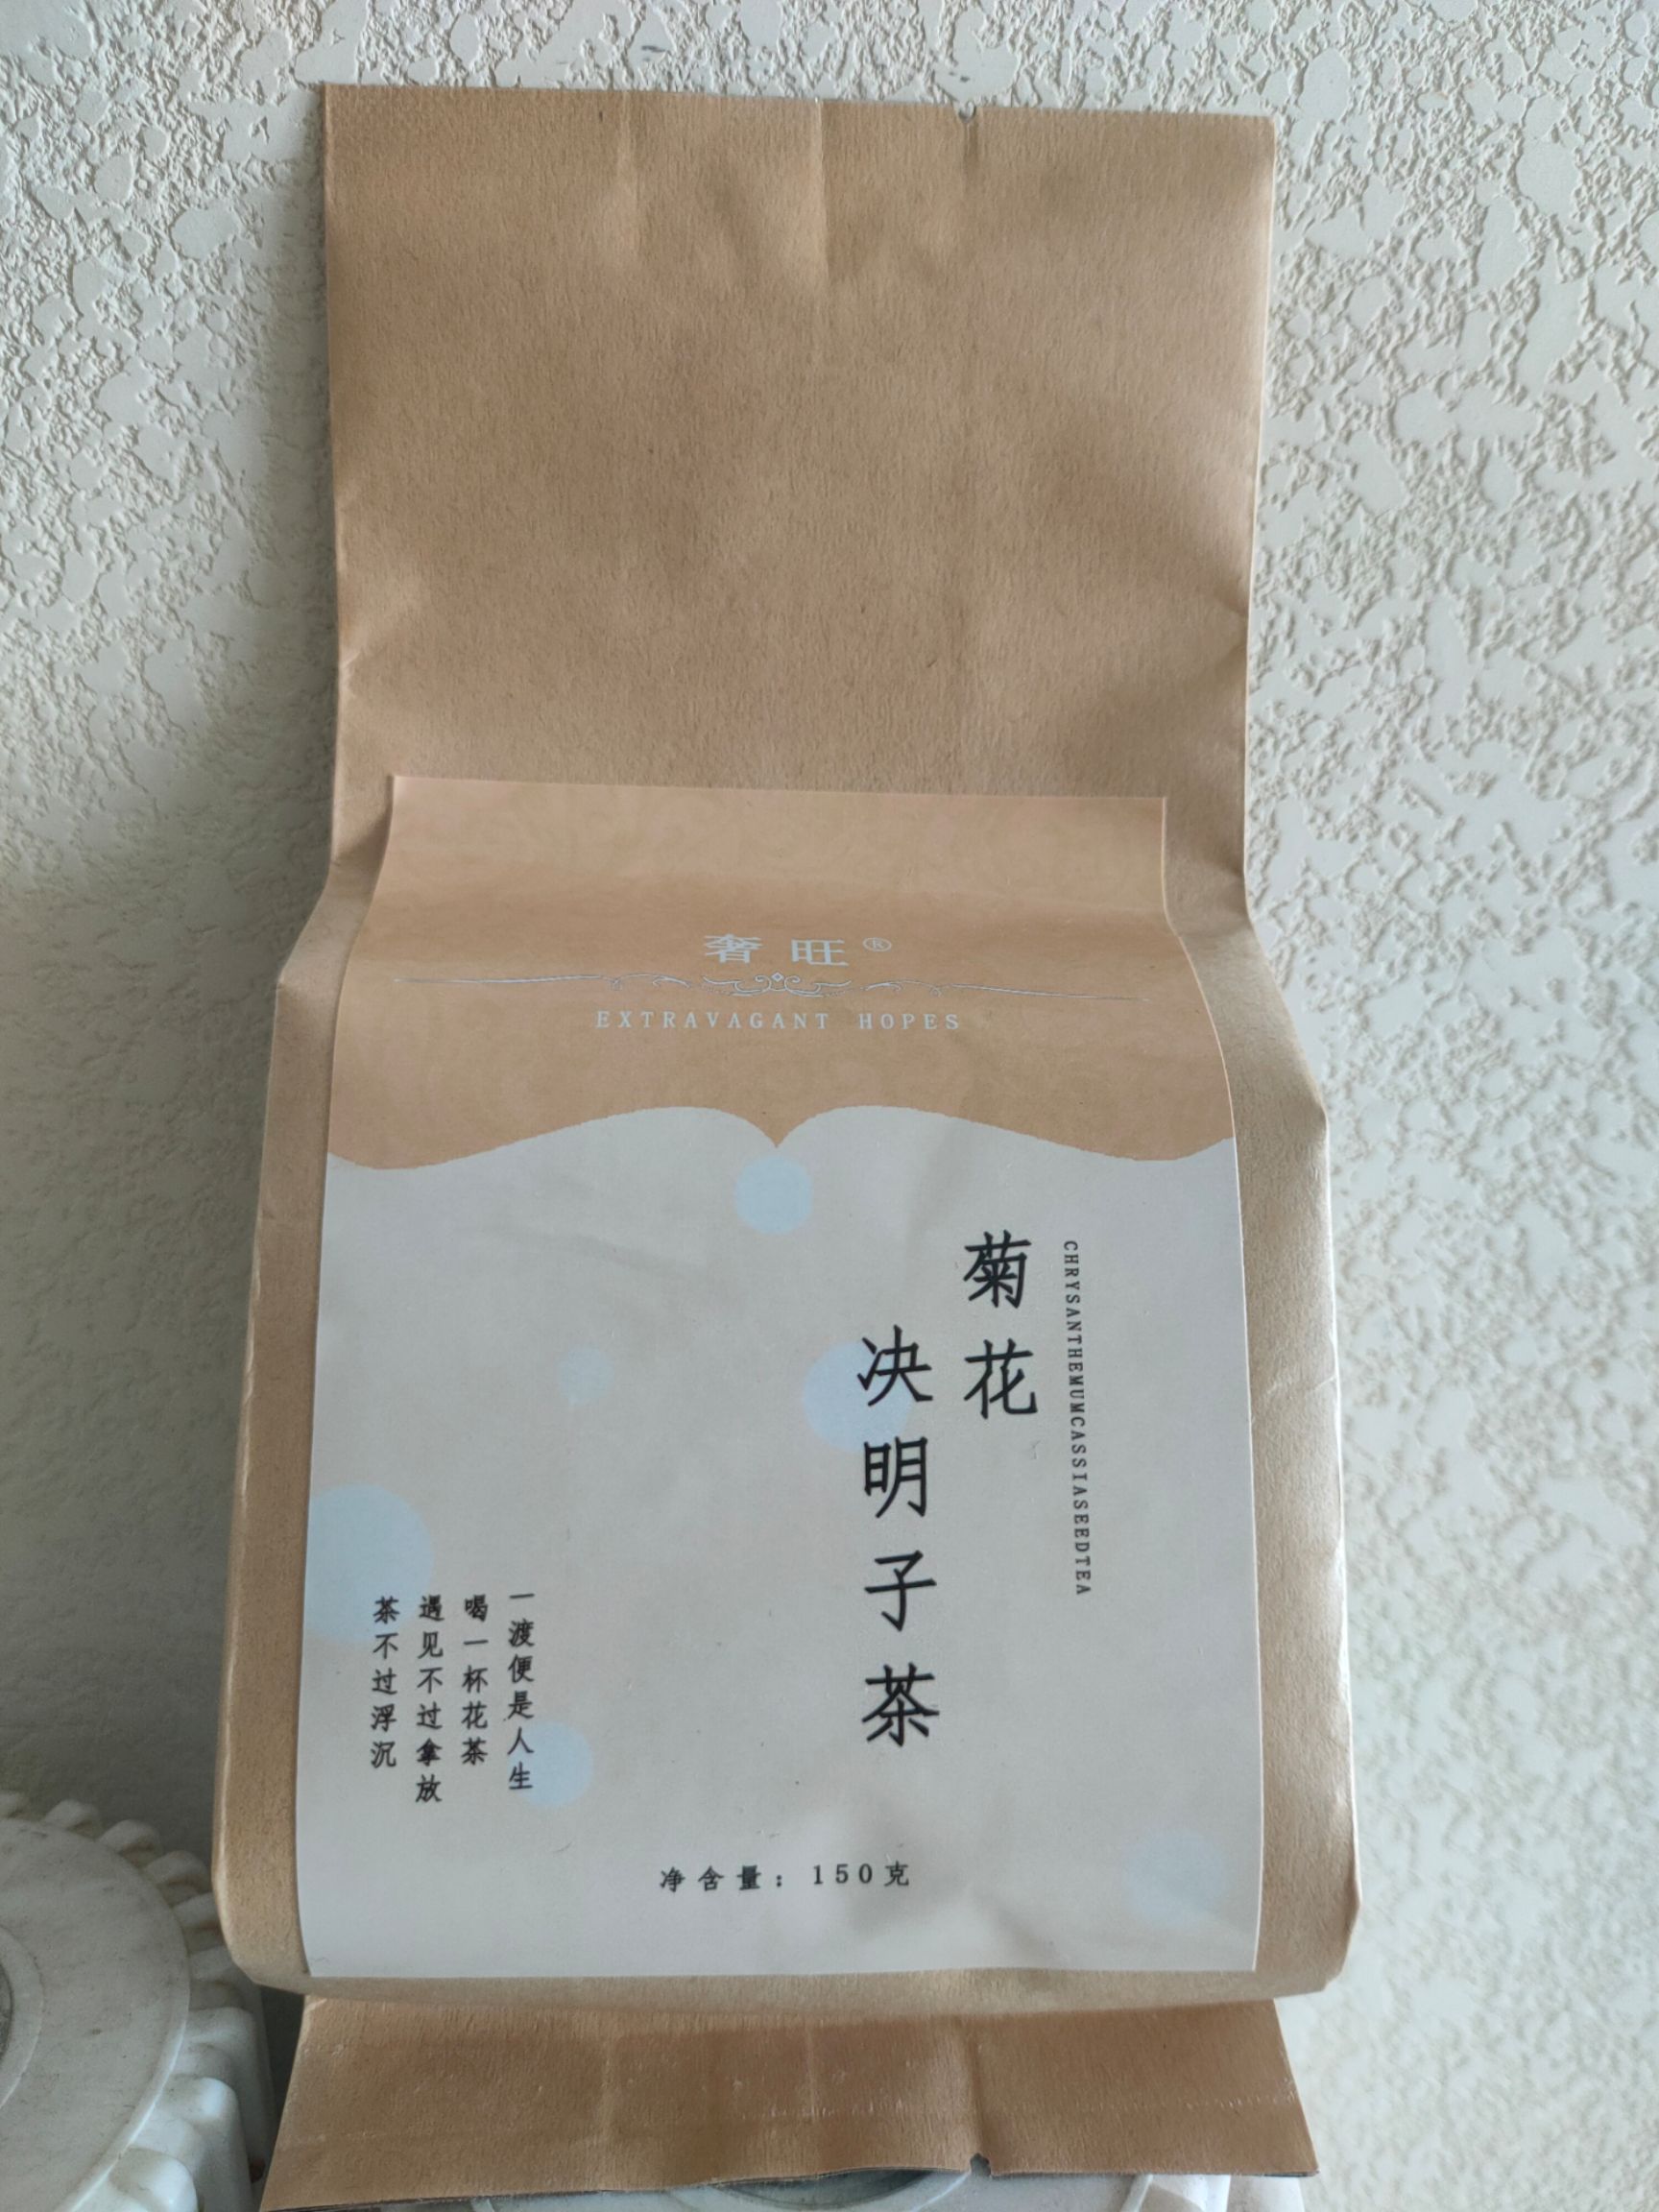 奢旺®
EXTRAVAGANT HOPES
CHRYSANTHEMUMCASSIASEEDTEA
菊花
决明子茶
一渡便是人生
喝一杯花茶
遇见不过拿放
茶不过浮沉
净含量：150克